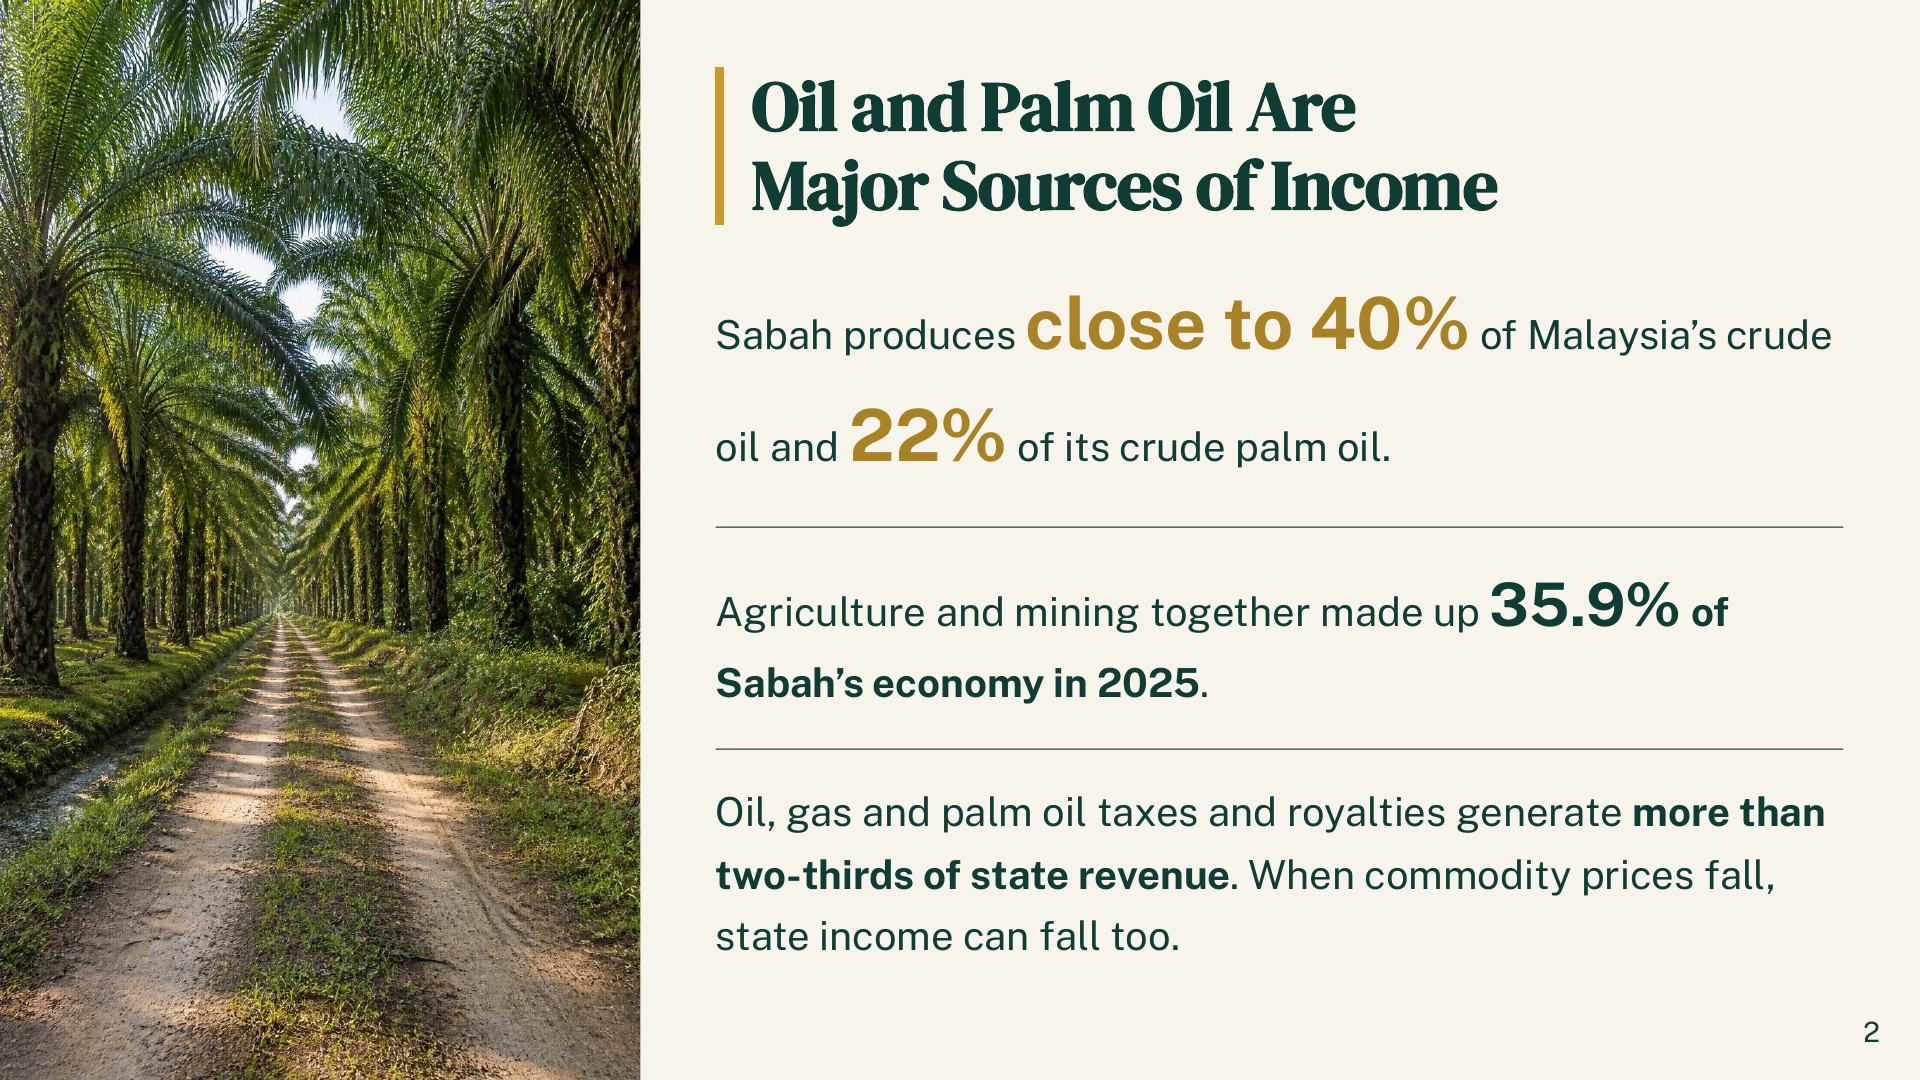 Oil and Palm Oil Are
Major Sources of Income
Sabah produces close to 40% of Malaysia’s crude
oil and 22% of its crude palm oil.
Agriculture and mining together made up 35.9% of
Sabah’s economy in 2025.
Oil, gas and palm oil taxes and royalties generate more than
two-thirds of state revenue. When commodity prices fall,
state income can fall too.
2